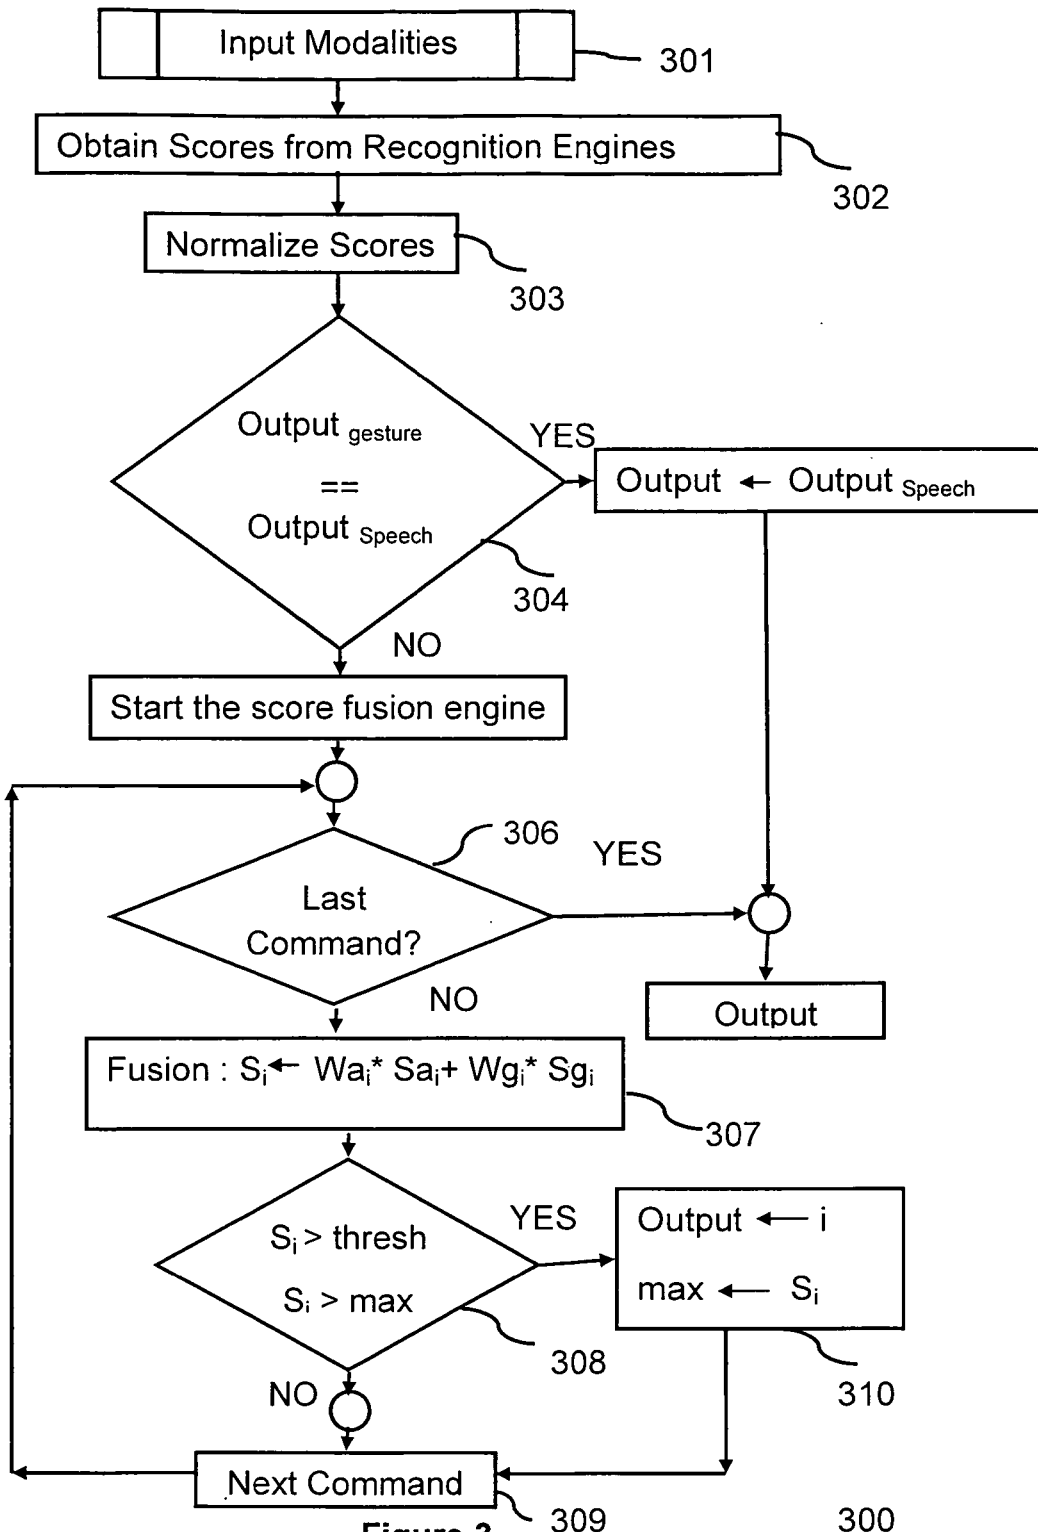 Input Modalities
301
Obtain Scores from Recognition Engines
302
Normalize Scores
303
Output gesture
==
Output Speech
304
YES
Output ← Output Speech
NO
Start the score fusion engine
306
Last
Command?
YES
NO
Output
Fusion : Si← Wai* Sai+ Wgi* Sgi
307
Si > thresh
Si > max
308
YES
Output ← i
max ← Si
310
NO
Next Command
309
300
Figure 3